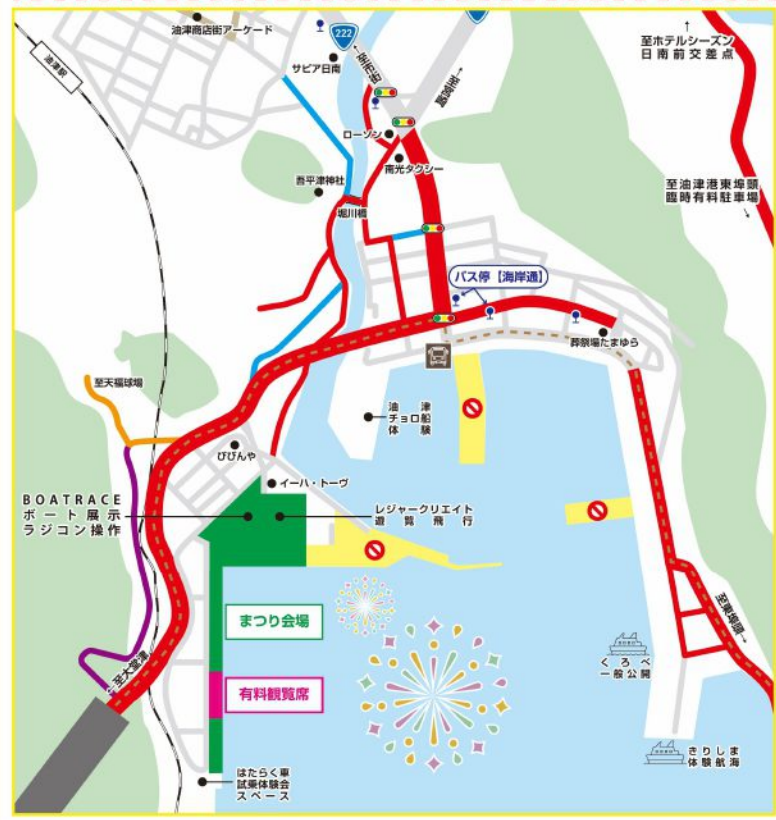 油津商店街アーケード
222
至ホテルシーズン
日南前交差点
油津駅
サピア日南
至市街
至宮崎
ローソン
南光タクシー
吾平津神社
堀川橋
至油津港東埠頭
臨時有料駐車場
バス停【海岸通】
葬祭場たまゆら
至天福球場
油津
チョロ船
体験
びびんや
イーハ・トーヴ
BOATRACE
ボート展示
ラジコン操作
レジャークリエイト
遊覧飛行
まつり会場
至東埠頭
くろべ
一般公開
至大堂津
有料観覧席
きりしま
体験航海
はたらく車
試乗体験会
スペース